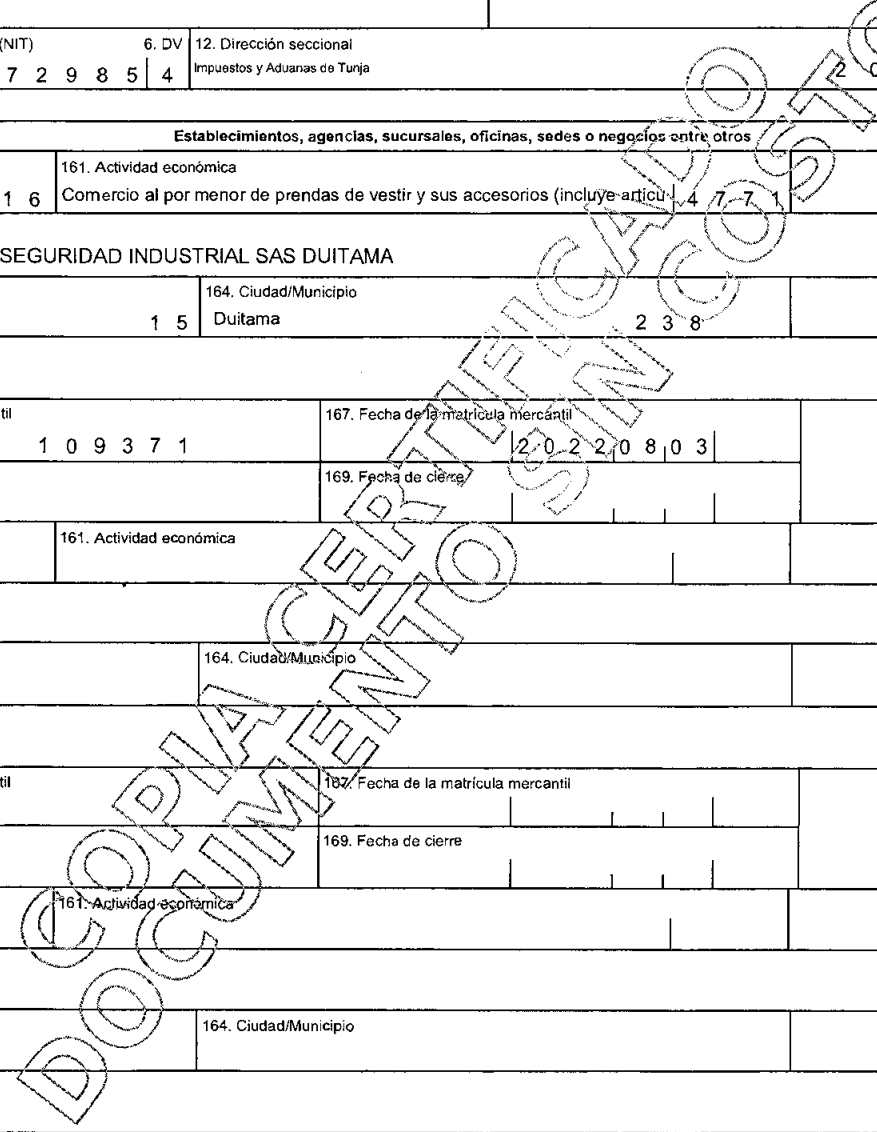 (NIT) 6. DV 12. Dirección seccional
7 2 9 8 5 4 Impuestos y Aduanas de Tunja 2 0
Establecimientos, agencias, sucursales, oficinas, sedes o negocios entre otros
161. Actividad económica
1 6 Comercio al por menor de prendas de vestir y sus accesorios (incluye artícu 4 7 7 1
SEGURIDAD INDUSTRIAL SAS DUITAMA
164. Ciudad/Municipio
1 5 Duitama 2 3 8
til 167. Fecha de la matrícula mercantil
1 0 9 3 7 1 2 0 2 2 0 8 0 3
169. Fecha de cierre
161. Actividad económica
164. Ciudad/Municipio
til 167. Fecha de la matrícula mercantil
169. Fecha de cierre
161. Actividad económica
164. Ciudad/Municipio
COPIA CERTIFICADO
DOCUMENTO SIN COSTO